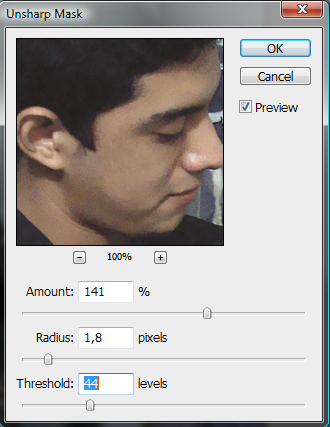 Unsharp Mask
OK
Cancel
Preview
100%
Amount: 141 %
Radius: 1,8 pixels
Threshold: 44 levels